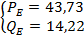 P_E = 43,73
Q_E = 14,22